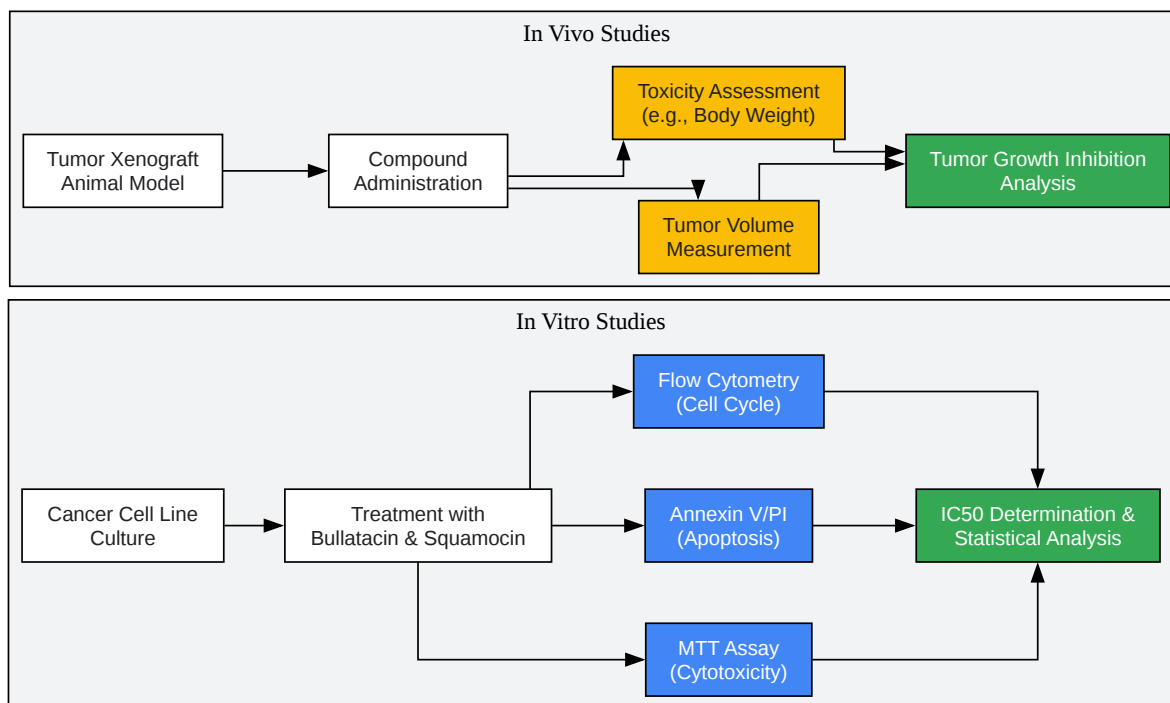 In Vivo Studies
Toxicity Assessment
(e.g., Body Weight)
Tumor Xenograft
Animal Model
Compound
Administration
Tumor Growth Inhibition
Analysis
Tumor Volume
Measurement
In Vitro Studies
Flow Cytometry
(Cell Cycle)
Cancer Cell Line
Culture
Treatment with
Bullatacin & Squamocin
Annexin V/PI
(Apoptosis)
IC50 Determination &
Statistical Analysis
MTT Assay
(Cytotoxicity)